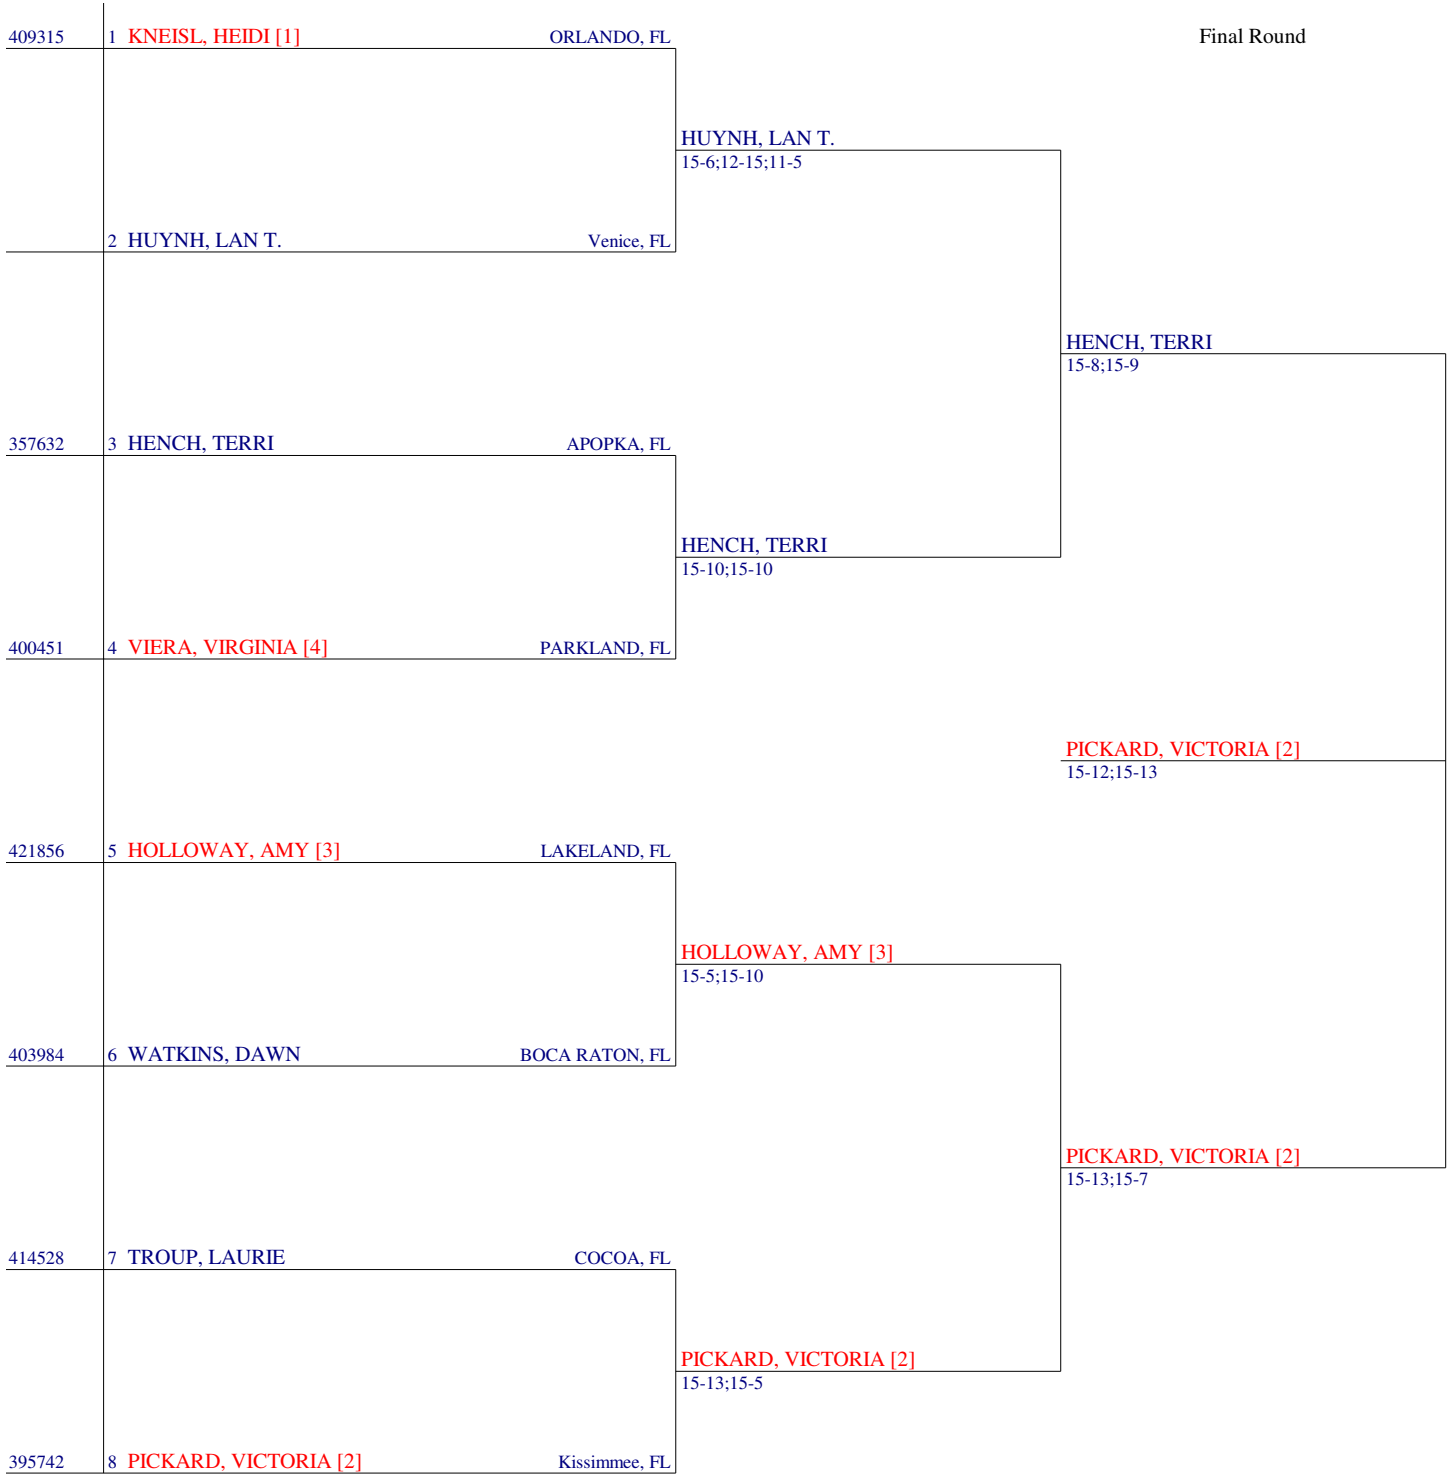 409315 1 KNEISL, HEIDI [1] ORLANDO, FL Final Round
HUYNH, LAN T.
15-6;12-15;11-5
2 HUYNH, LAN T. Venice, FL
HENCH, TERRI
15-8;15-9
357632 3 HENCH, TERRI APOPKA, FL
HENCH, TERRI
15-10;15-10
400451 4 VIERA, VIRGINIA [4] PARKLAND, FL
PICKARD, VICTORIA [2]
15-12;15-13
421856 5 HOLLOWAY, AMY [3] LAKELAND, FL
HOLLOWAY, AMY [3]
15-5;15-10
403984 6 WATKINS, DAWN BOCA RATON, FL
PICKARD, VICTORIA [2]
15-13;15-7
414528 7 TROUP, LAURIE COCOA, FL
PICKARD, VICTORIA [2]
15-13;15-5
395742 8 PICKARD, VICTORIA [2] Kissimmee, FL